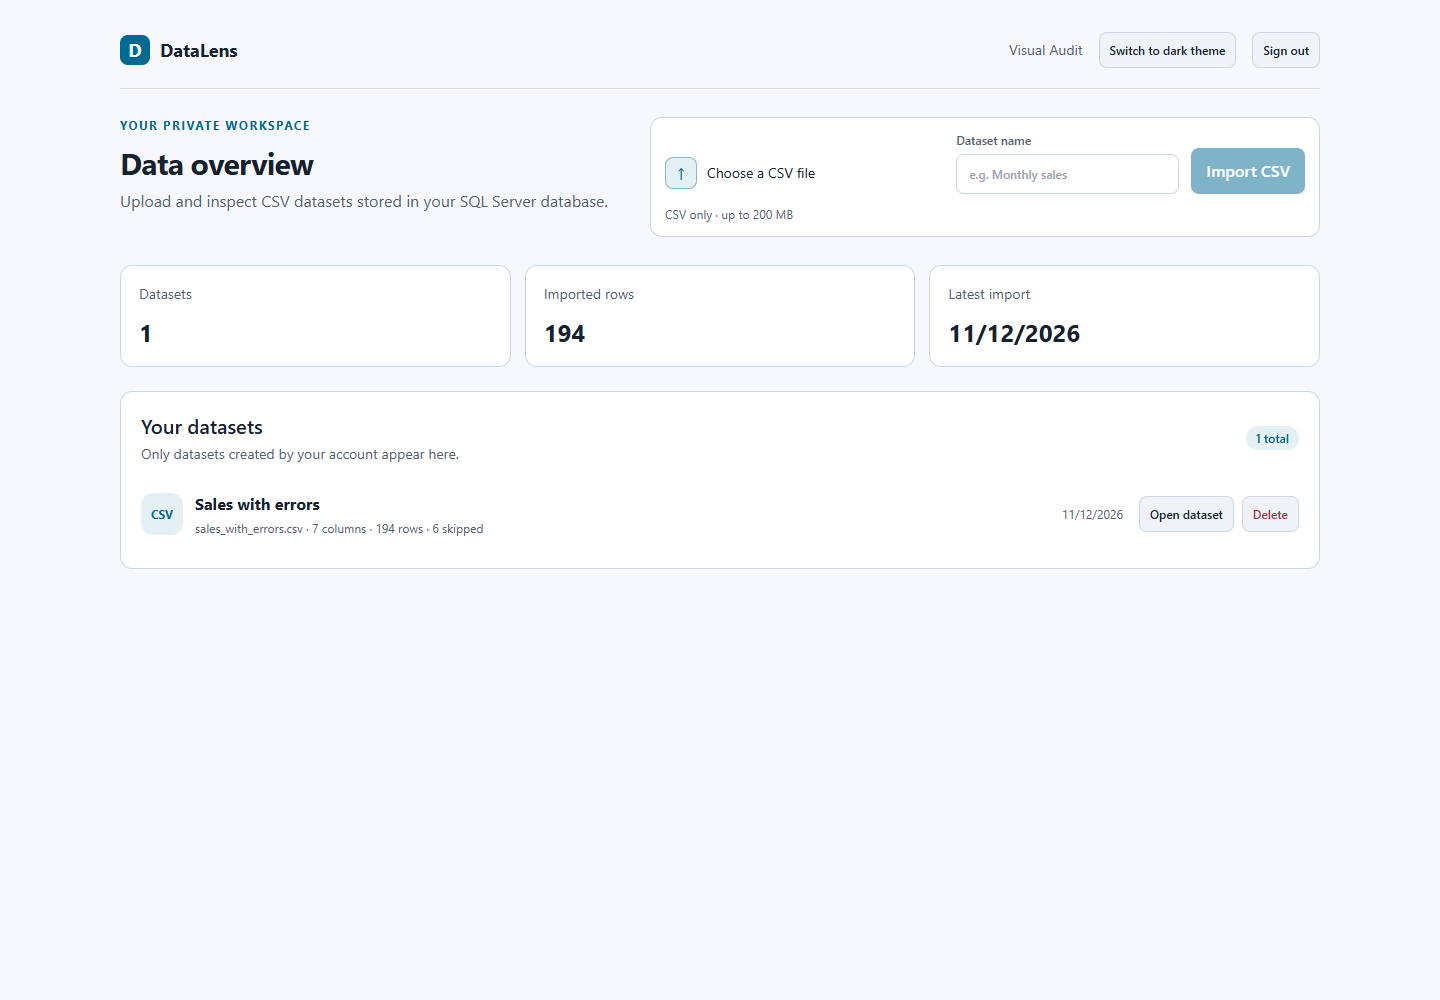 D DataLens
Visual Audit
Switch to dark theme
Sign out
YOUR PRIVATE WORKSPACE
Data overview
Upload and inspect CSV datasets stored in your SQL Server database.
↑ Choose a CSV file
Dataset name
e.g. Monthly sales
Import CSV
CSV only · up to 200 MB
Datasets
1
Imported rows
194
Latest import
11/12/2026
Your datasets
Only datasets created by your account appear here.
1 total
CSV
Sales with errors
sales_with_errors.csv · 7 columns · 194 rows · 6 skipped
11/12/2026
Open dataset
Delete